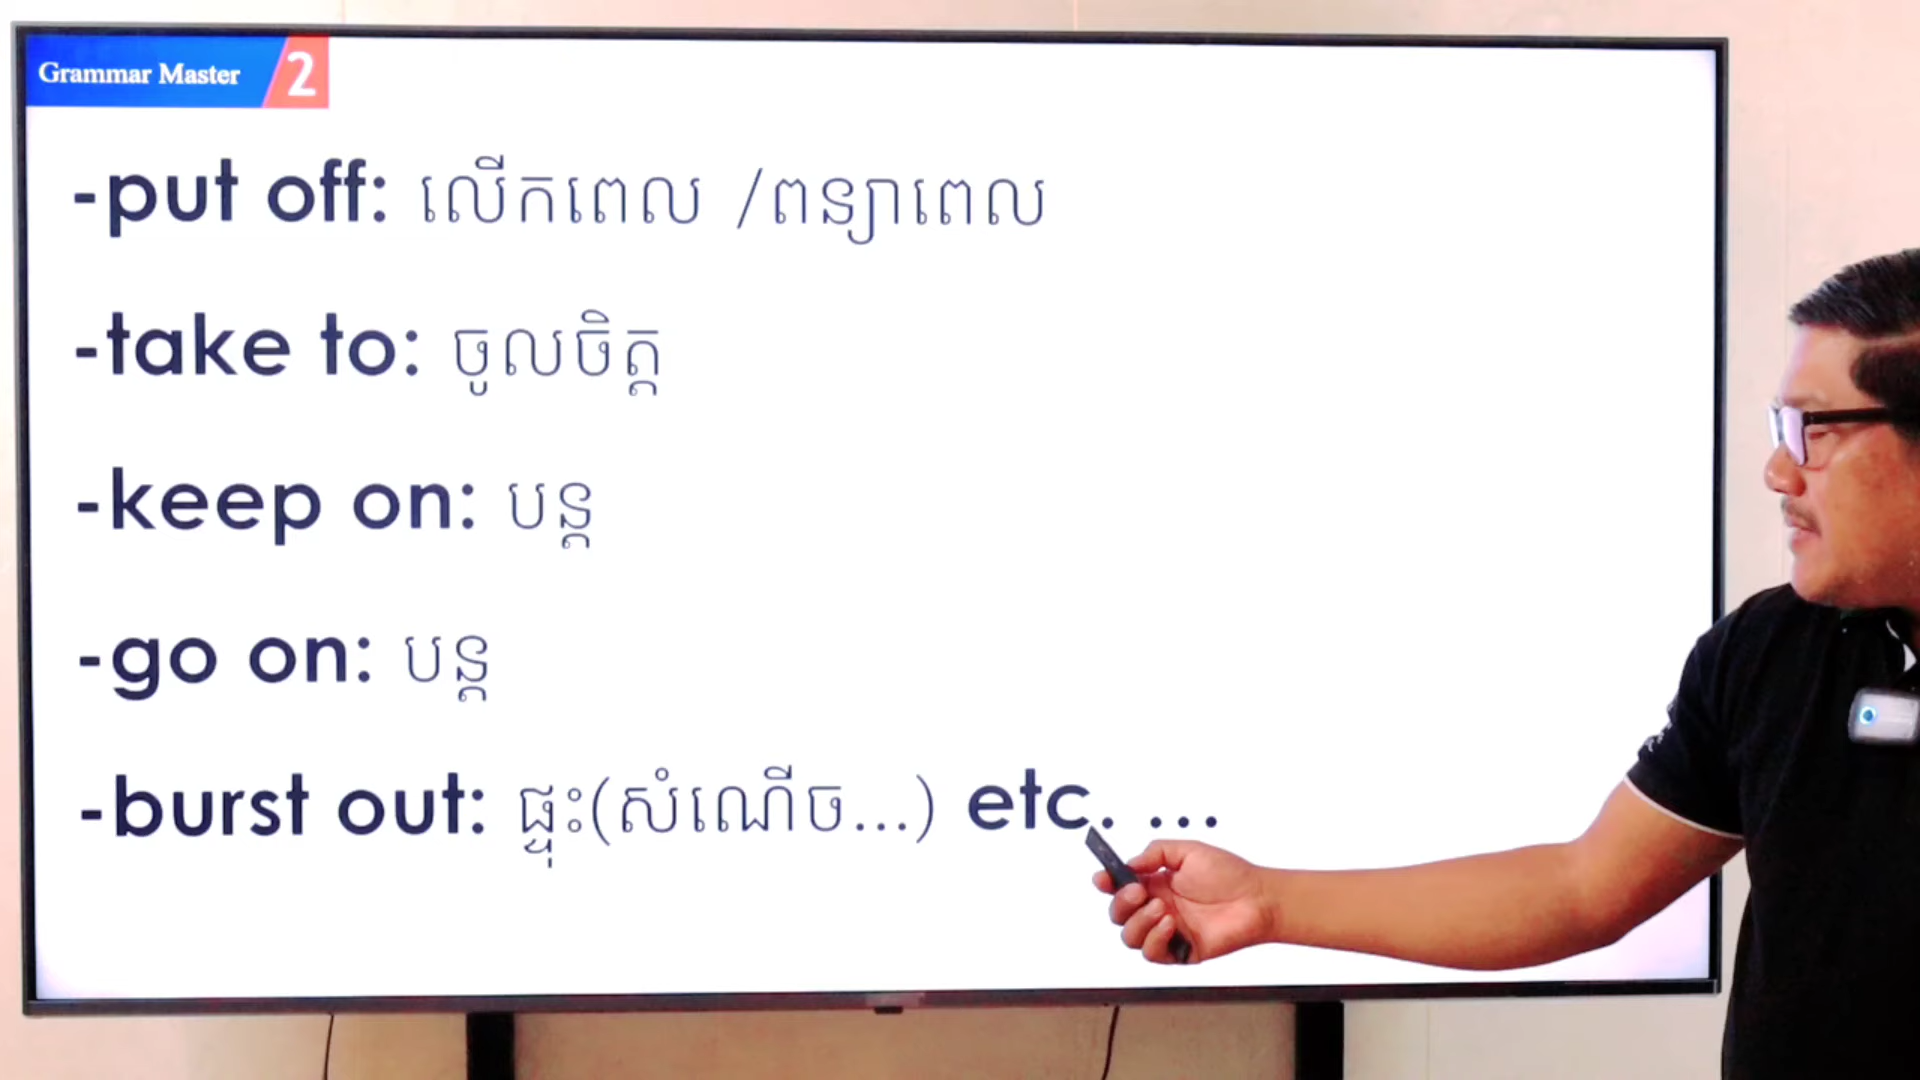 Grammar Master 2
-put off: លើកពេល /ពន្យាពេល
-take to: ចូលចិត្ត
-keep on: បន្ត
-go on: បន្ត
-burst out: ផ្ទុះ(សំណើច...) etc. ...